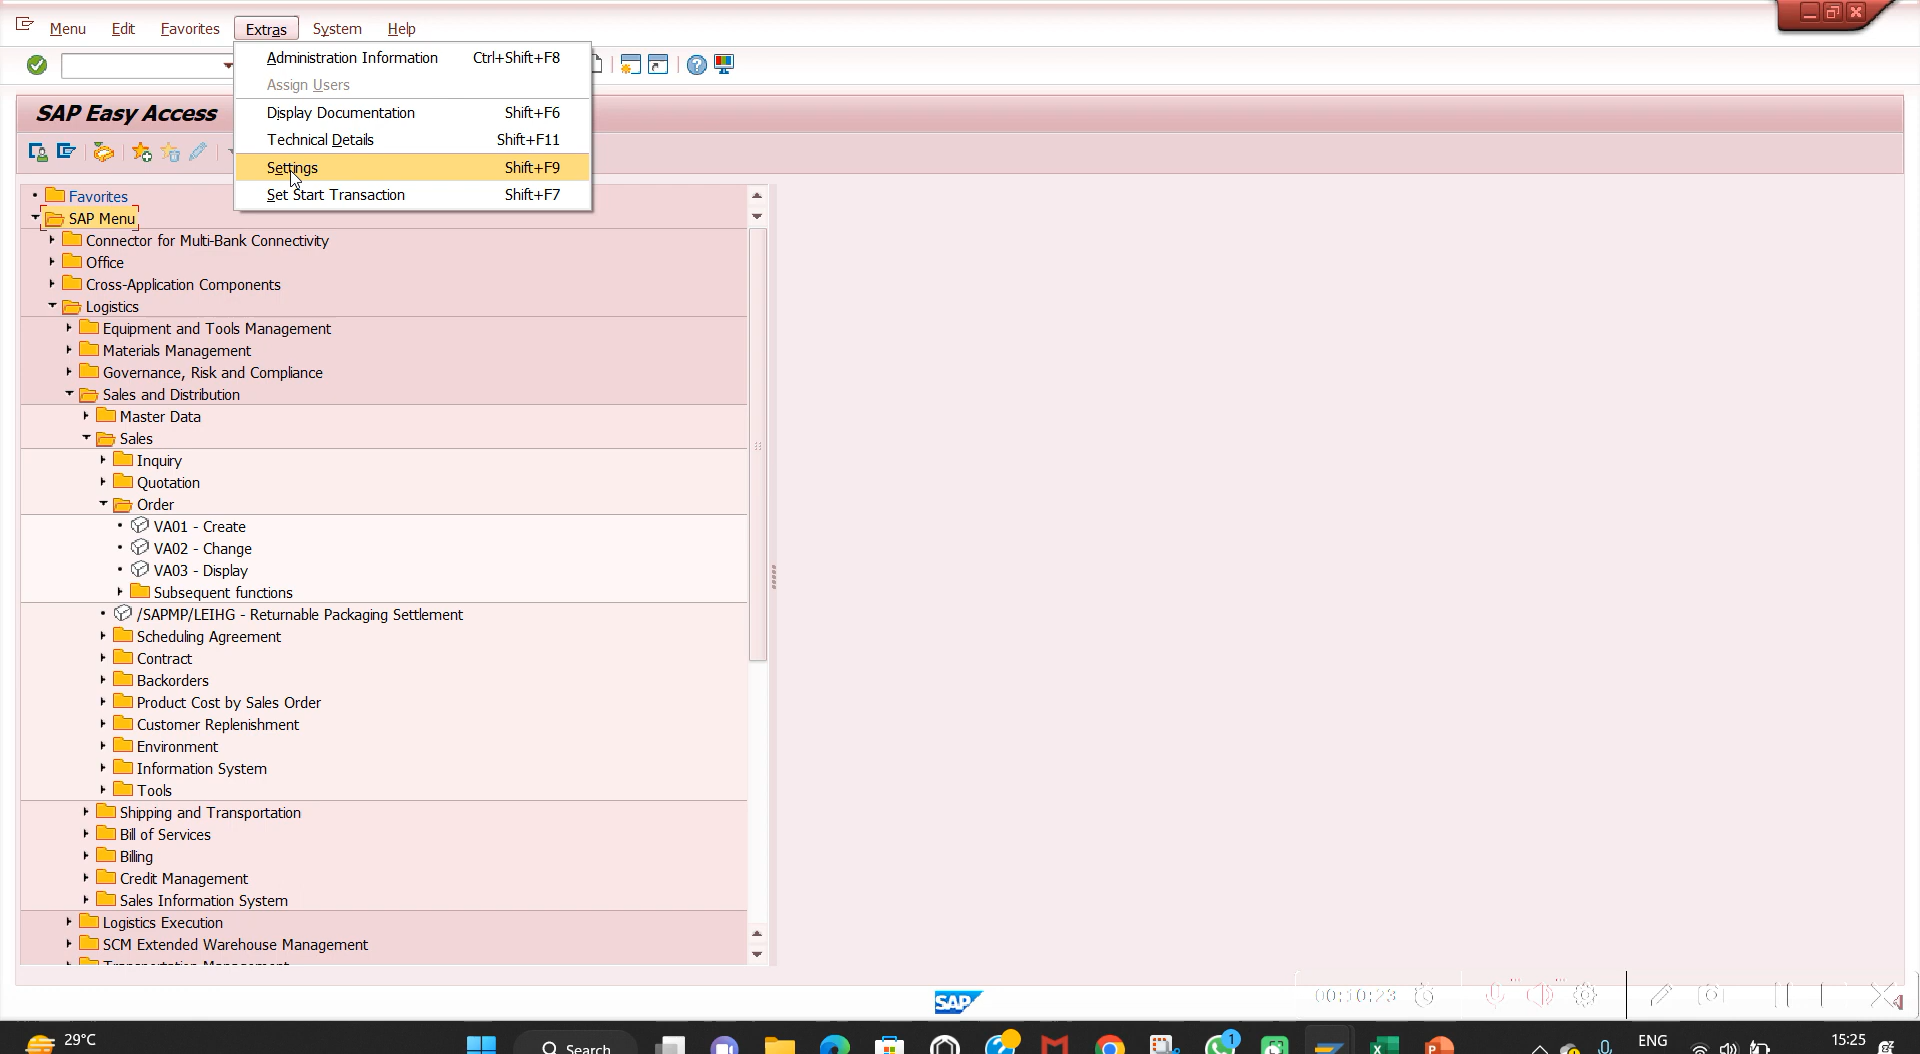 Menu Edit Favorites Extras System Help
Administration Information Ctrl+Shift+F8
Assign Users
Display Documentation Shift+F6
Technical Details Shift+F11
Settings Shift+F9
Set Start Transaction Shift+F7
SAP Easy Access
Favorites
SAP Menu
Connector for Multi-Bank Connectivity
Office
Cross-Application Components
Logistics
Equipment and Tools Management
Materials Management
Governance, Risk and Compliance
Sales and Distribution
Master Data
Sales
Inquiry
Quotation
Order
VA01 - Create
VA02 - Change
VA03 - Display
Subsequent functions
/SAPMP/LEIHG - Returnable Packaging Settlement
Scheduling Agreement
Contract
Backorders
Product Cost by Sales Order
Customer Replenishment
Environment
Information System
Tools
Shipping and Transportation
Bill of Services
Billing
Credit Management
Sales Information System
Logistics Execution
SCM Extended Warehouse Management
Transportation Management
SAP
00:10:23
29°C
Search
1
ENG
15:25